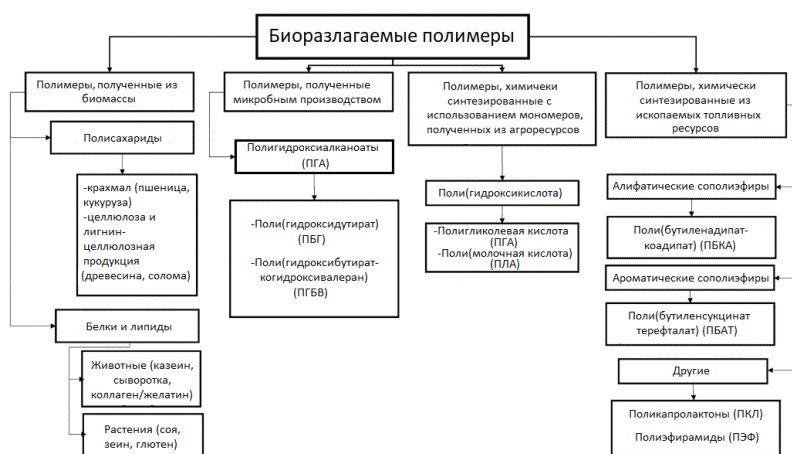 Биоразлагаемые полимеры
Полимеры, полученные из
биомассы
Полисахариды
-крахмал (пшеница,
кукуруза)
-целлюлоза и
лигнин-
целлюлозная
продукция
(древесина, солома)
Белки и липиды
Животные (казеин,
сыворотка,
коллаген/желатин)
Растения (соя,
зеин, глютен)
Полимеры, полученные
микробным производством
Полигидроксиалканоаты
(ПГА)
-Поли(гидроксидутират)
(ПБГ)
-Поли(гидроксибутират-
когидроксивалеран)
(ПГБВ)
Полимеры, химичеки
синтезированные с
использованием мономеров,
полученных из агроресурсов
Поли(гидроксикислота)
-Полигликолевая кислота
(ПГА)
-Поли(молочная кислота)
(ПЛА)
Полимеры, химически
синтезированные из
ископаемых топливных
ресурсов
Алифатические сополиэфиры
Поли(бутиленадипат-
коадипат) (ПБКА)
Ароматические сополиэфиры
Поли(бутиленсукцинат
терефталат) (ПБАТ)
Другие
Поликапролактоны (ПКЛ)
Полиэфирамиды (ПЭФ)